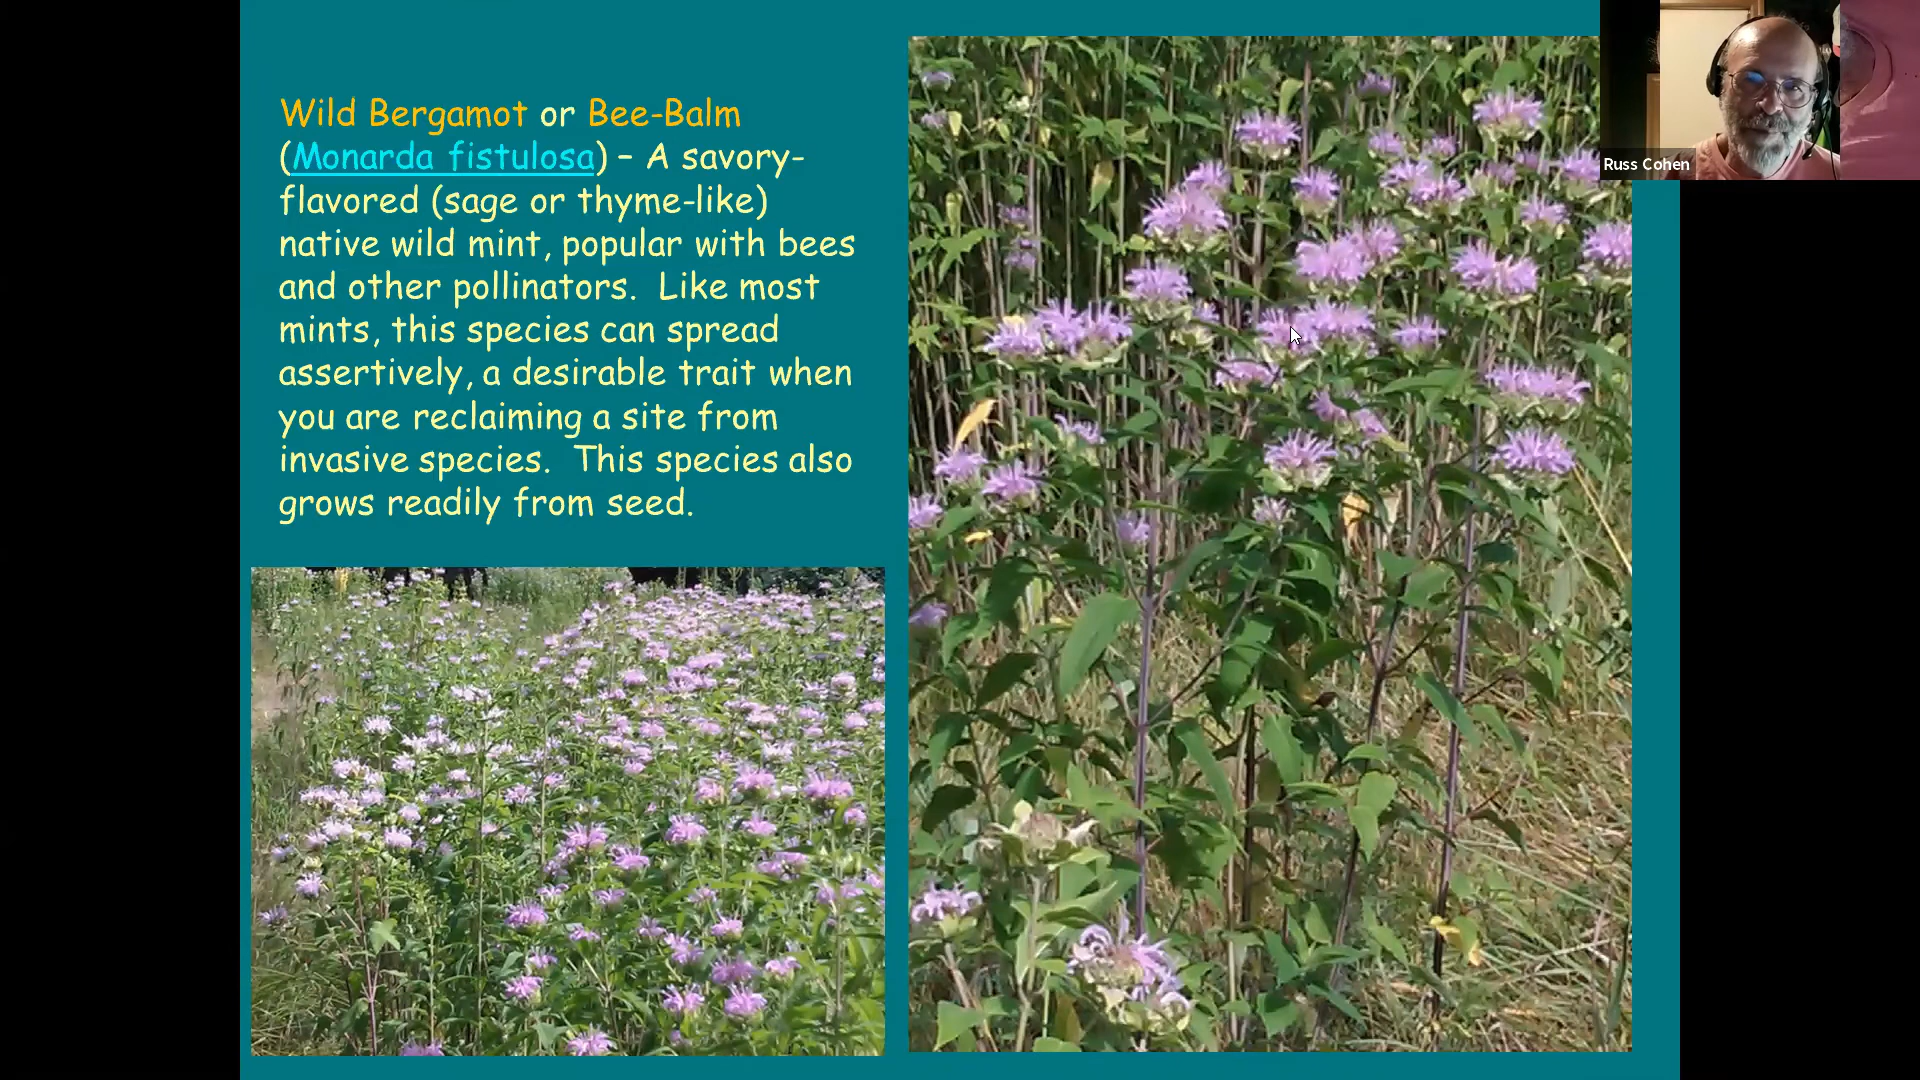 Wild Bergamot or Bee-Balm
(Monarda fistulosa) – A savory-
flavored (sage or thyme-like)
native wild mint, popular with bees
and other pollinators.  Like most
mints, this species can spread
assertively, a desirable trait when
you are reclaiming a site from
invasive species.  This species also
grows readily from seed.
Russ Cohen